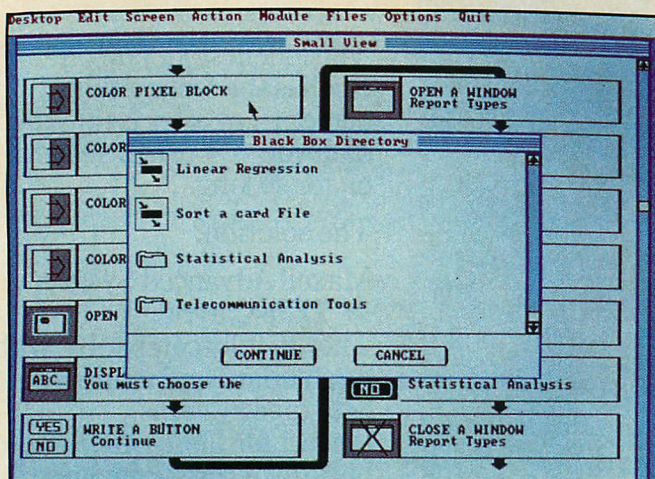 Desktop Edit Screen Action Module Files Options Quit
Small View
COLOR PIXEL BLOCK
COLOR
COLOR
COLOR
OPEN
ABC...
DISPL
You must choose the
YES
NO
WRITE A BUTTON
Continue
OPEN A WINDOW
Report Types
Black Box Directory
Linear Regression
Sort a card File
Statistical Analysis
Telecommunication Tools
CONTINUE
CANCEL
NO
Statistical Analysis
CLOSE A WINDOW
Report Types